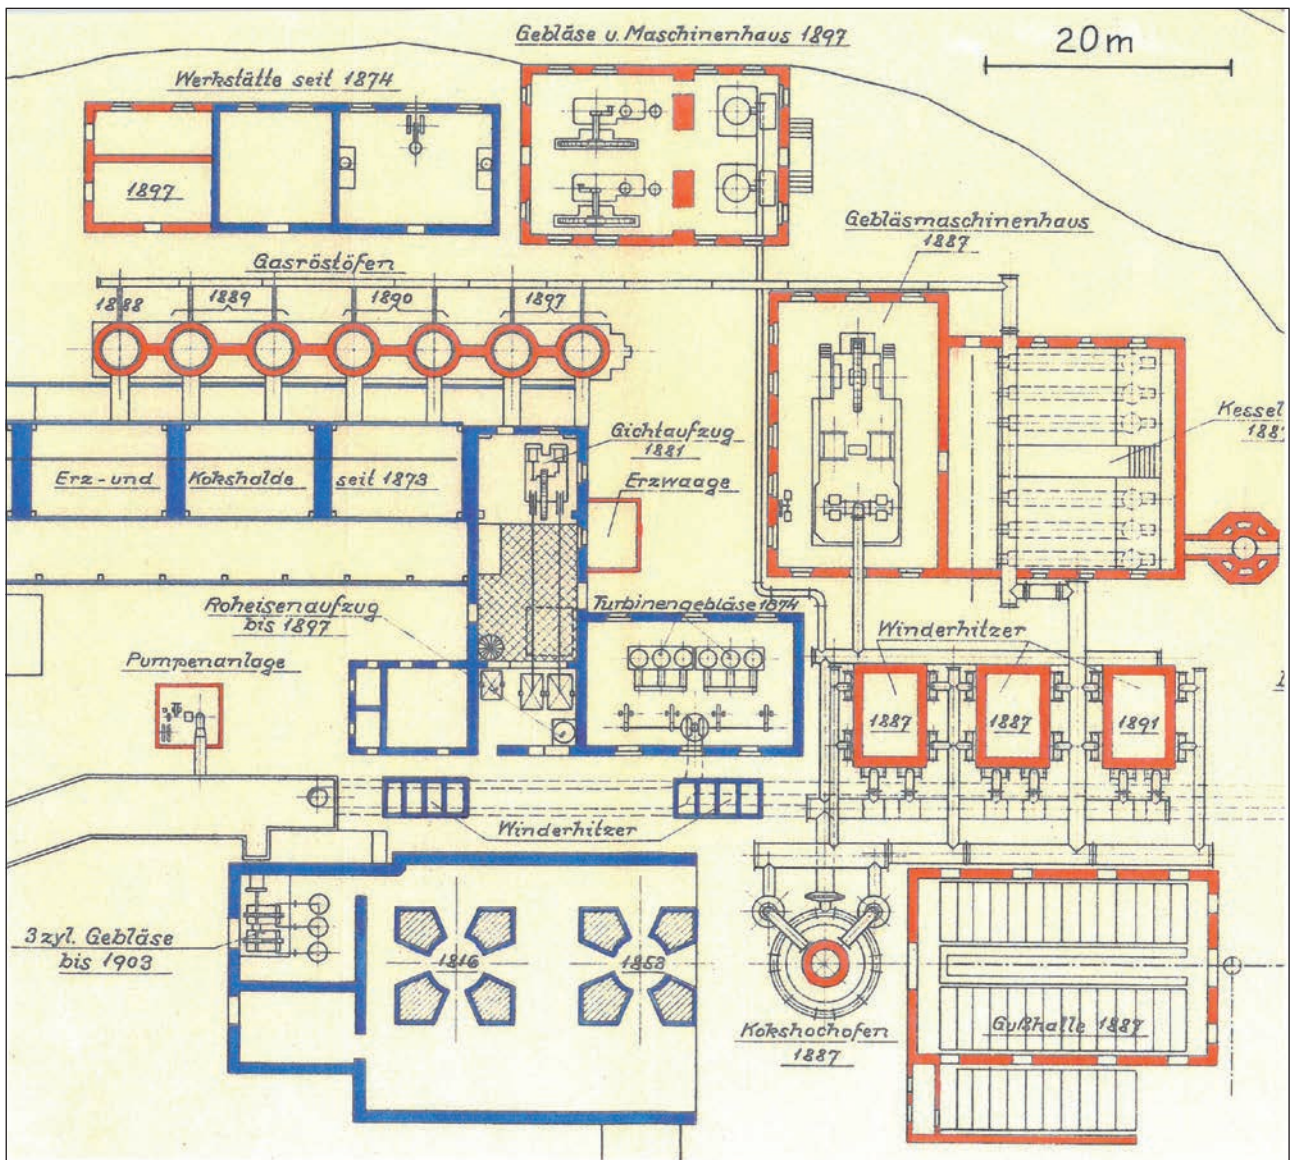 Gebläse u. Maschinenhaus 1897
20m
Werkstätte seit 1874
1897
Gebläsmaschinenhaus
1887
Gasröstöfen
1888
1889
1890
1897
Kessel
Gichtaufzug
1881
Erzwaage
Erz- und
Kokshalde
seit 1873
Roheisenaufzug
bis 1897
Turbinengebläse 1874
Winderhitzer
Pumpenanlage
1887
1887
1891
Winderhitzer
3 zyl. Gebläse
bis 1903
1816
1853
Kokshochofen
1887
Gußhalle 1887